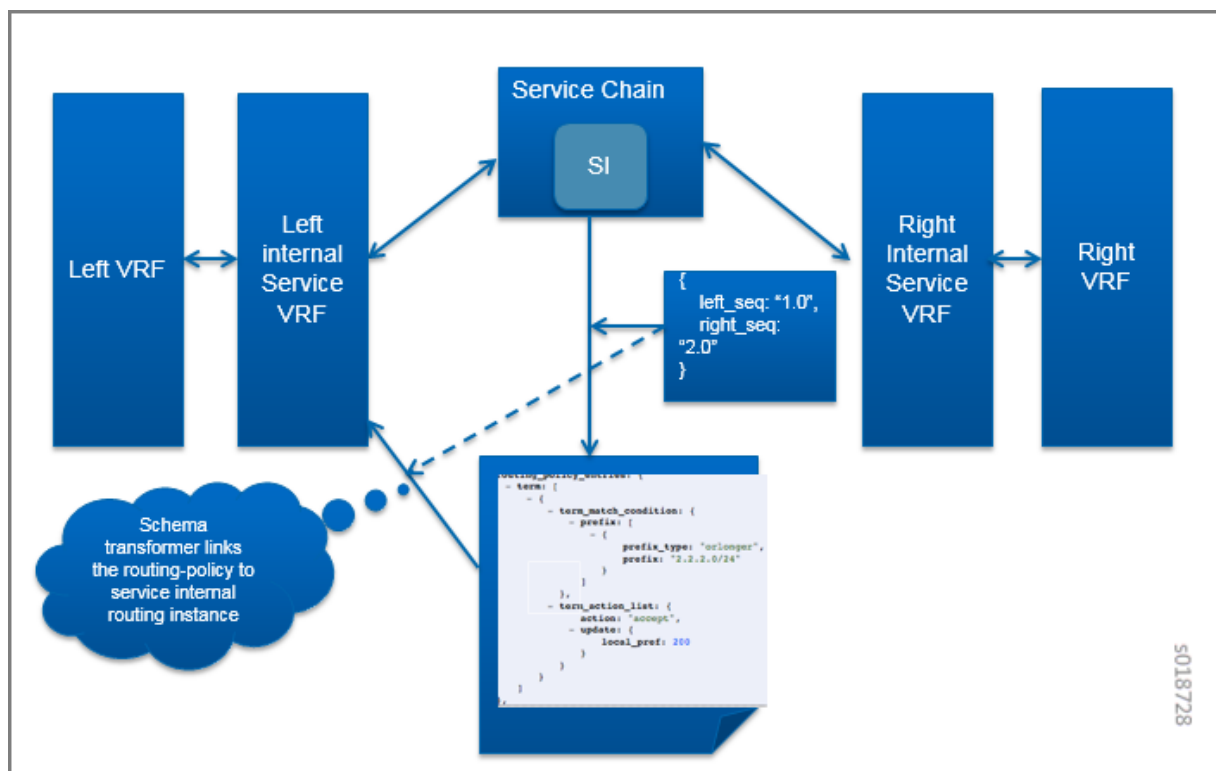 Service Chain
SI
Left VRF
Left
internal
Service
VRF
Right
Internal
Service
VRF
Right
VRF
{
left_seq: “1.0”,
right_seq:
“2.0”
}
Schema
transformer links
the routing-policy to
service internal
routing instance
routing_policy_entries: {
- term: [
- {
- term_match_condition: {
- prefix: [
- {
prefix_type: "orlonger",
prefix: "2.2.2.0/24"
}
]
},
- term_action_list: {
action: "accept",
- update: {
local_pref: 200
}
}
}
]
},
s018728